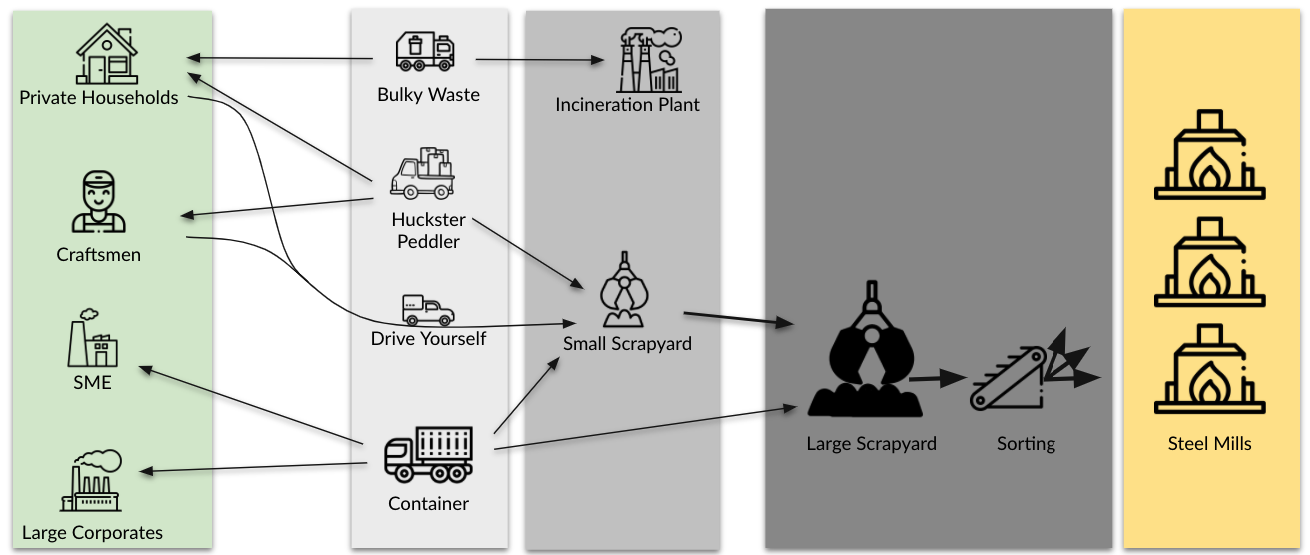 Private Households
Craftsmen
SME
Large Corporates
Bulky Waste
Huckster
Peddler
Drive Yourself
Container
Incineration Plant
Small Scrapyard
Large Scrapyard
Sorting
Steel Mills